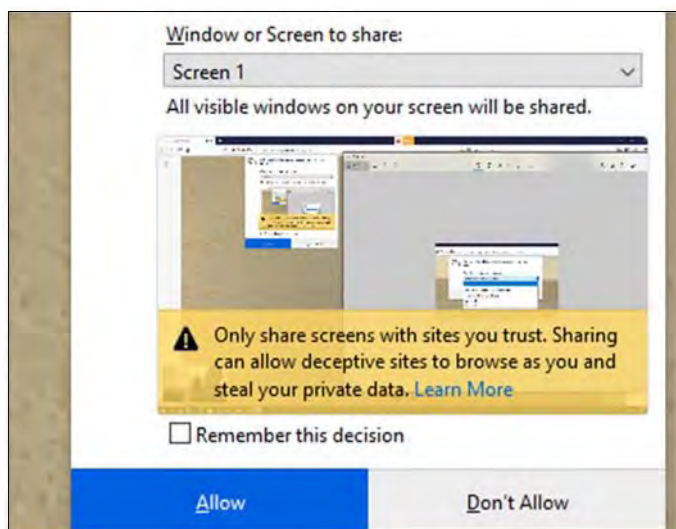 Window or Screen to share:
Screen 1
All visible windows on your screen will be shared.
Only share screens with sites you trust. Sharing
can allow deceptive sites to browse as you and
steal your private data. Learn More
Remember this decision
Allow
Don't Allow